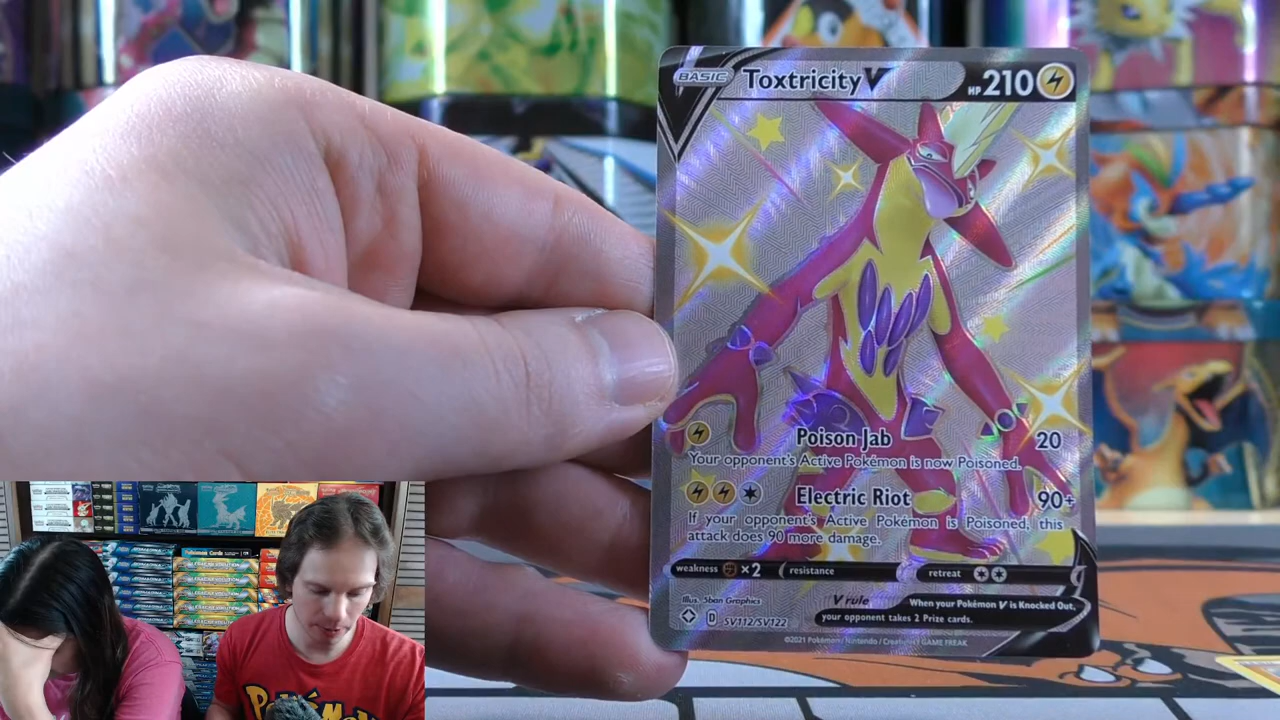 BASIC Toxtricity V HP 210
Poison Jab 20
Your opponent's Active Pokémon is now Poisoned.
Electric Riot 90+
If your opponent's Active Pokémon is Poisoned, this
attack does 90 more damage.
weakness ×2 resistance retreat
Illus. 5ban Graphics
V rule When your Pokémon V is Knocked Out,
your opponent takes 2 Prize cards.
D SV112/SV122
©2021 Pokémon / Nintendo / Creatures / GAME FREAK
Pokémon